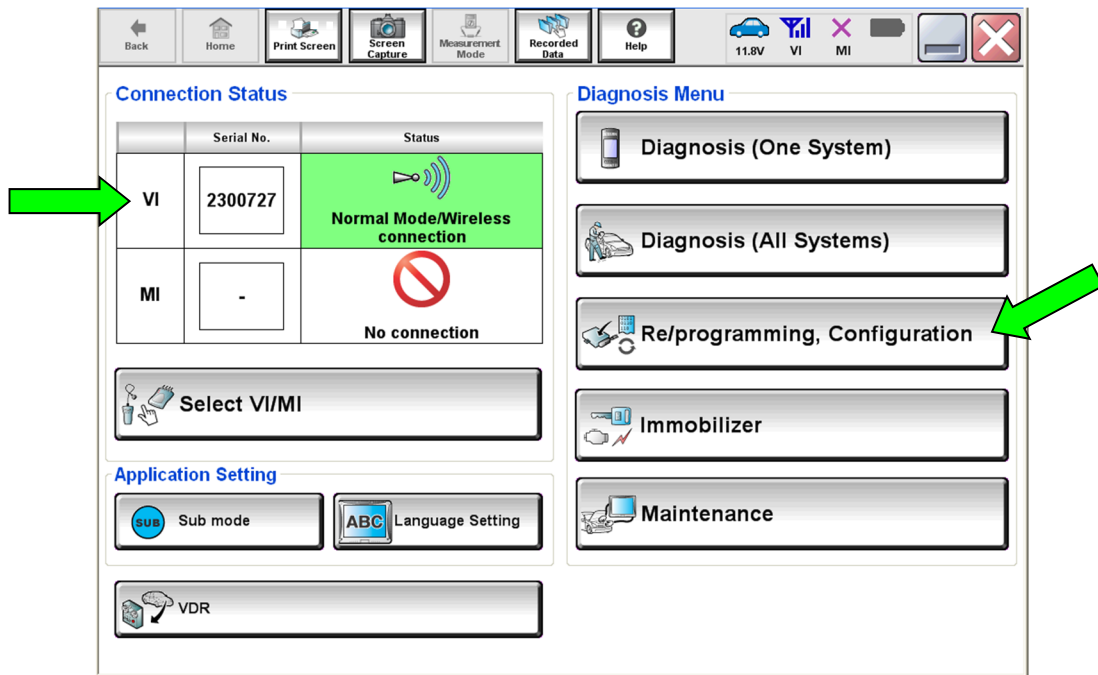 Back
Home
Print Screen
Screen
Capture
Measurement
Mode
Recorded
Data
Help
11.8V
VI
MI
Connection Status
Serial No.
Status
VI
2300727
Normal Mode/Wireless
connection
MI
-
No connection
Select VI/MI
Application Setting
SUB
Sub mode
ABC
Language Setting
VDR
Diagnosis Menu
Diagnosis (One System)
Diagnosis (All Systems)
Re/programming, Configuration
Immobilizer
Maintenance